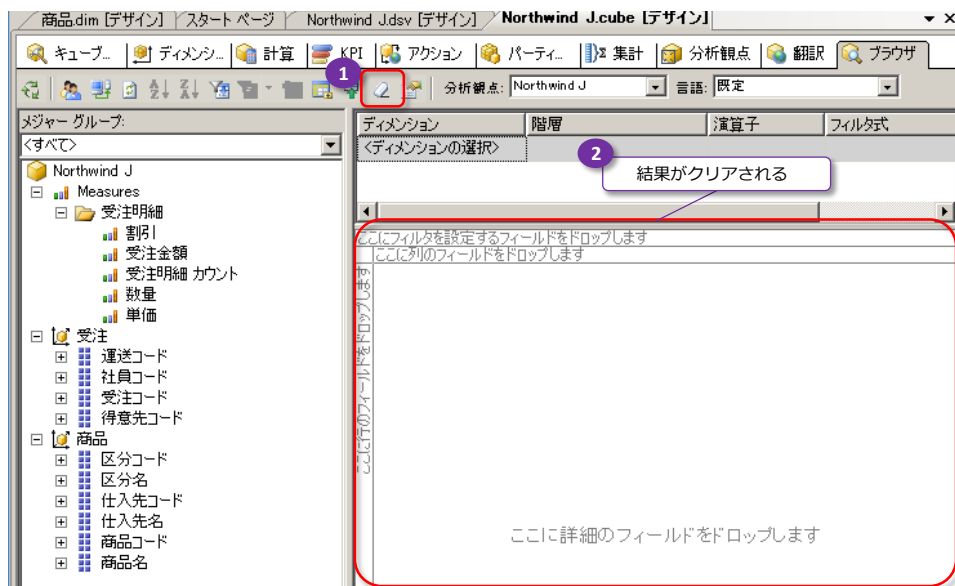 商品.dim [デザイン] スタート ページ Northwind J.dsv [デザイン] Northwind J.cube [デザイン]
キューブ... ディメンシ... 計算 KPI アクション パーティ... 集計 分析観点 翻訳 ブラウザ
1
分析観点: Northwind J 言語: 既定
メジャー グループ:
<すべて>
ディメンション 階層 演算子 フィルタ式
<ディメンションの選択>
2
結果がクリアされる
Northwind J
Measures
受注明細
割引
受注金額
受注明細 カウント
数量
単価
受注
運送コード
社員コード
受注コード
得意先コード
商品
区分コード
区分名
仕入先コード
仕入先名
商品コード
商品名
ここにフィルタを設定するフィールドをドロップします
ここに列のフィールドをドロップします
ここに行のフィールドをドロップします
ここに詳細のフィールドをドロップします